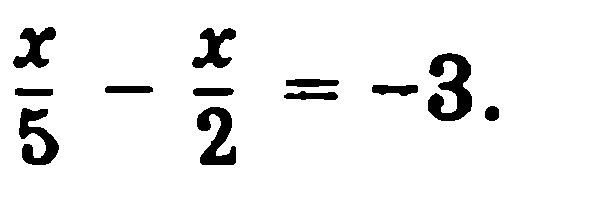 x/5 − x/2 = −3.